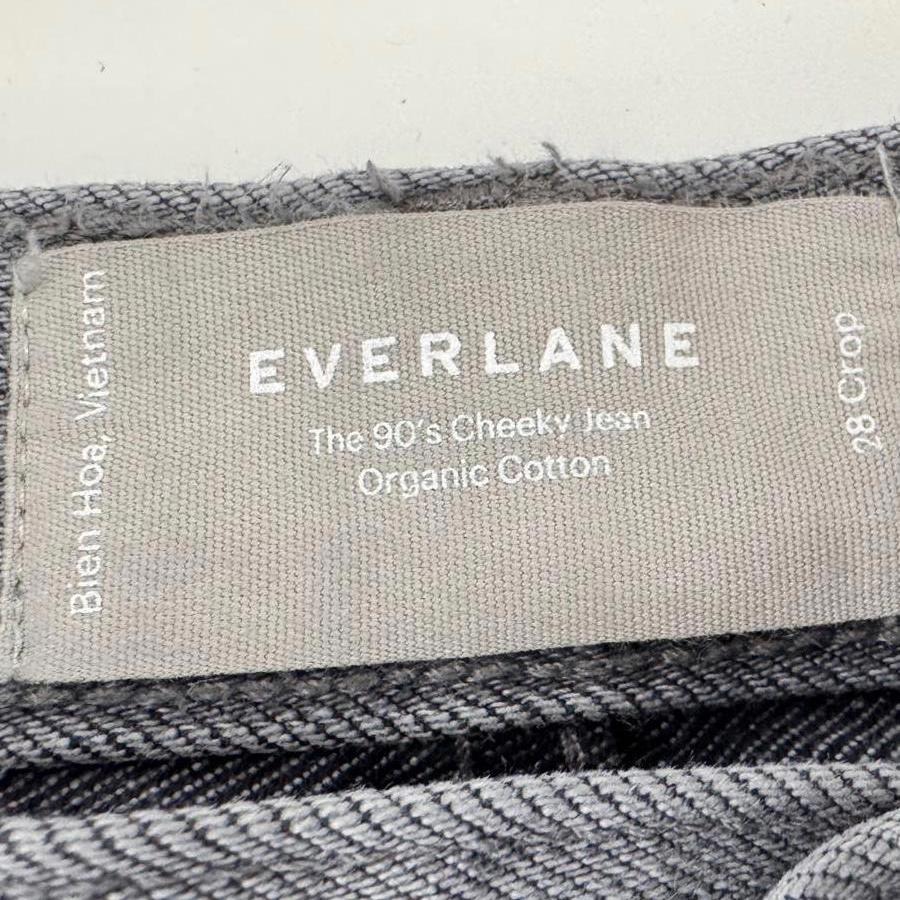 Bien Hoa, Vietnam
EVERLANE
The 90's Cheeky Jean
Organic Cotton
28 Crop